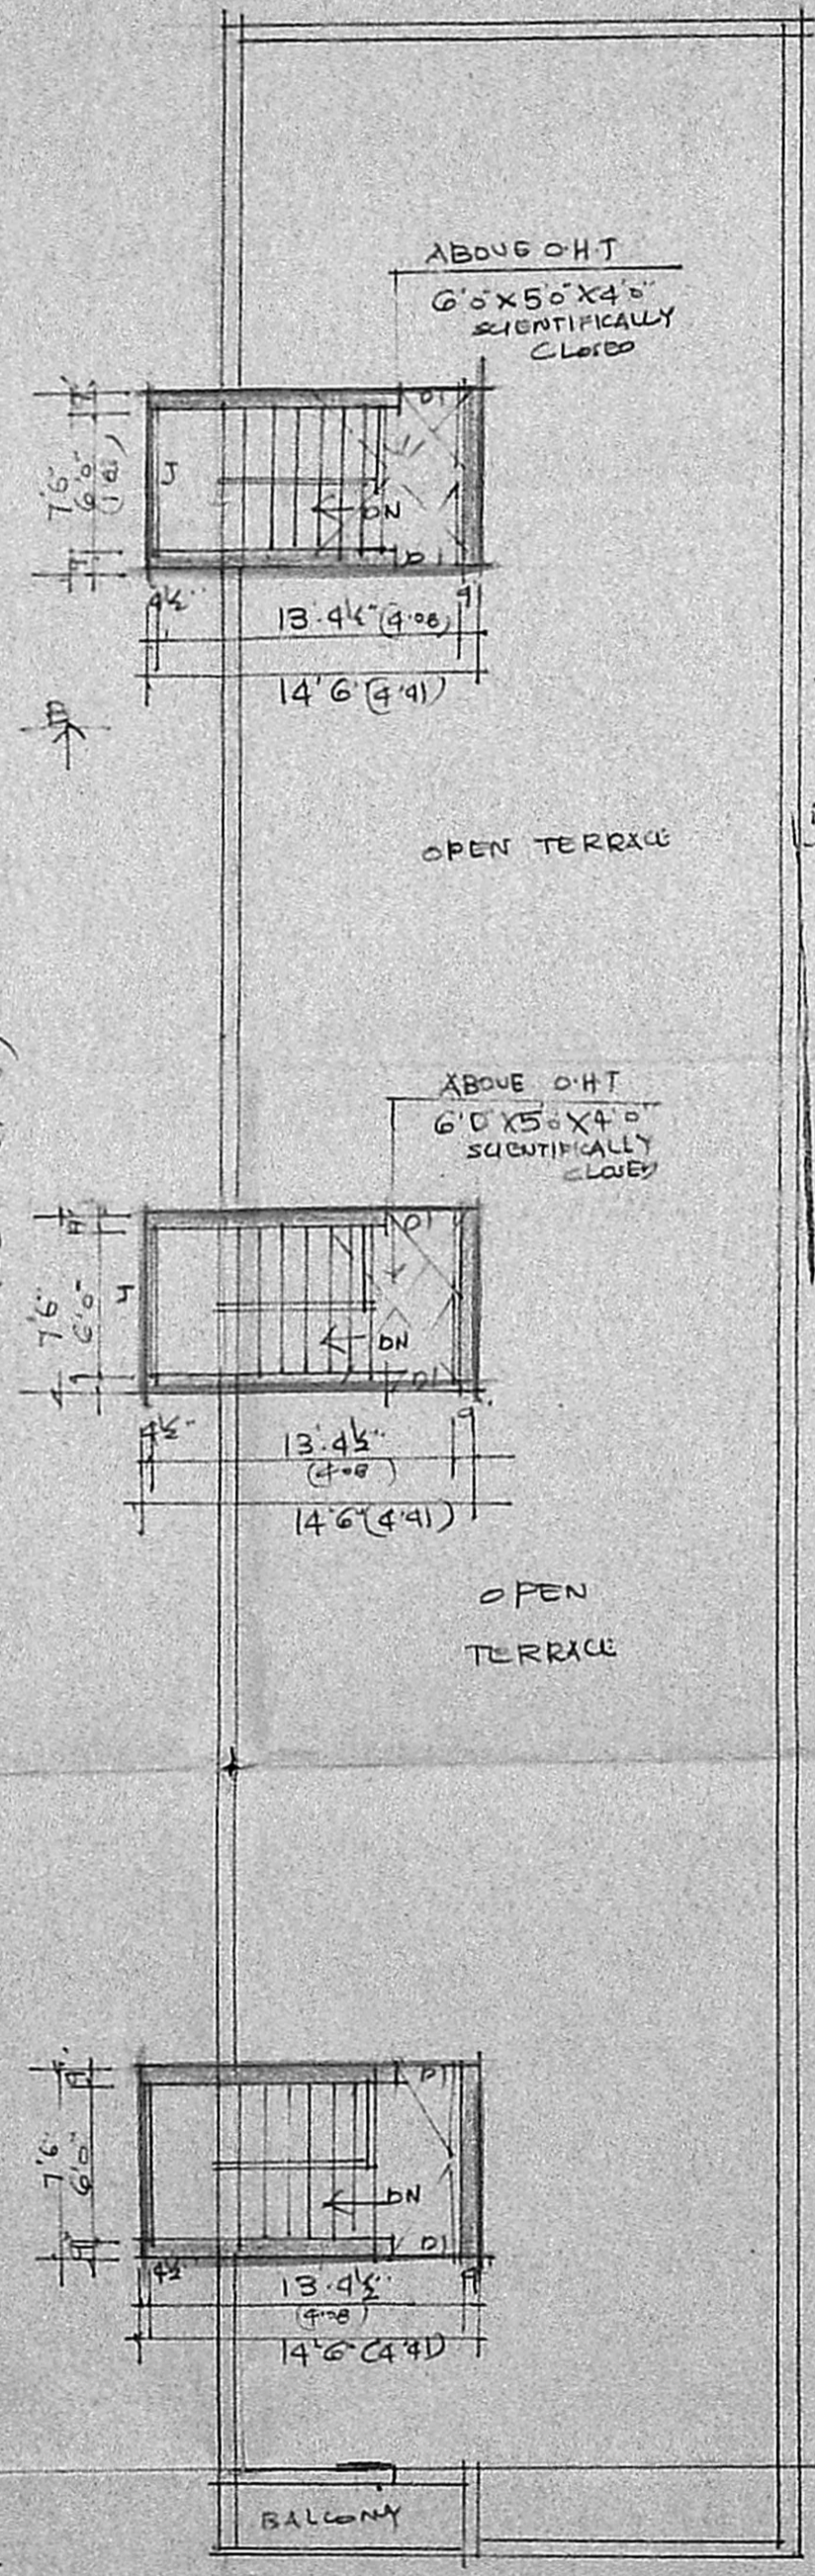 ABOVE O.H.T
6'0"X5'0"X4'0"
SCIENTIFICALLY
CLOSED
D1
7'6"
6'0"
J
DN
D1
4½"
13'.4½"(4.08)
9
14'6"(4.41)
B
OPEN TERRACE
ABOVE O.H.T
6'0"X5'0"X4'0"
SCIENTIFICALLY
CLOSED
D1
7'6"
6'0"
J
DN
D1
4½"
9"
13'.4½"
(4.08)
14'6"(4.41)
OPEN
TERRACE
D1
7'6"
6'0"
DN
D1
4½
13.4½"
9
(4.08)
14'6"(4.41)
BALCONY